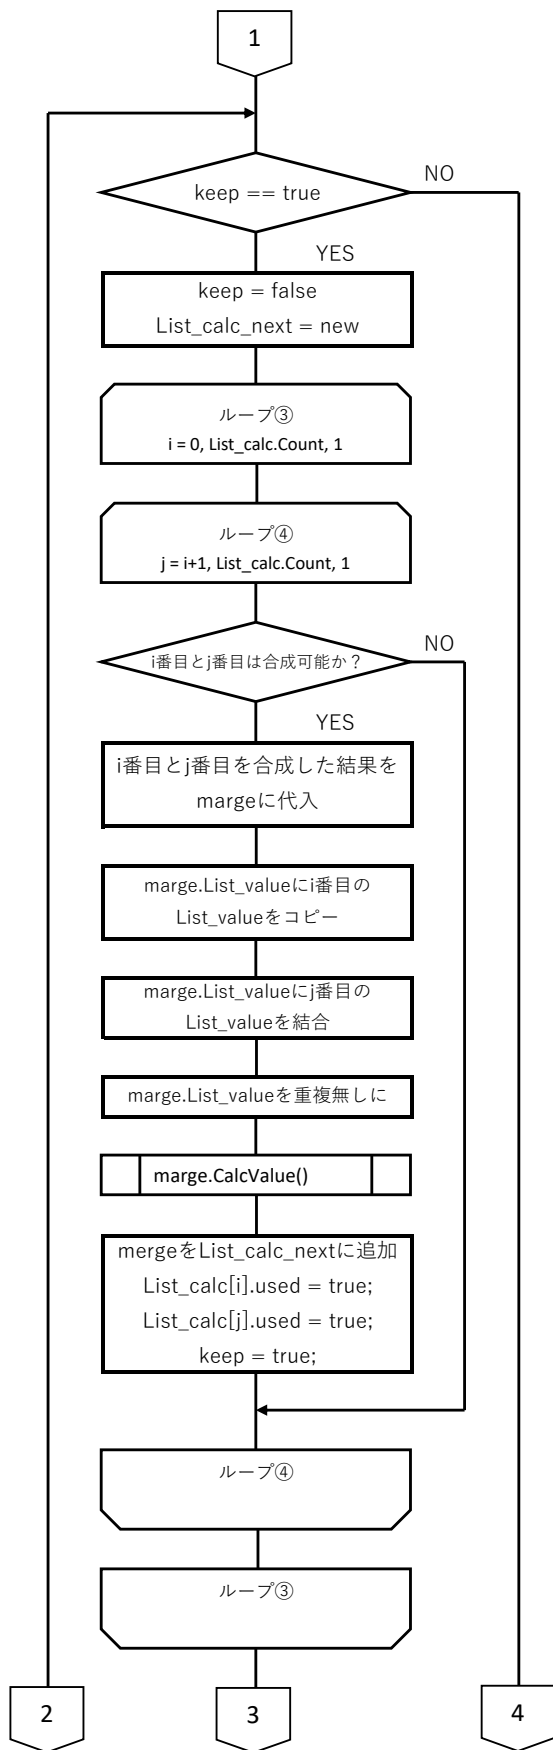 1
keep == true
NO
YES
keep = false
List_calc_next = new
ループ③
i = 0, List_calc.Count, 1
ループ④
j = i+1, List_calc.Count, 1
i番目とj番目は合成可能か？
NO
YES
i番目とj番目を合成した結果を
margeに代入
marge.List_valueにi番目の
List_valueをコピー
marge.List_valueにj番目の
List_valueを結合
marge.List_valueを重複無しに
marge.CalcValue()
mergeをList_calc_nextに追加
List_calc[i].used = true;
List_calc[j].used = true;
keep = true;
ループ④
ループ③
2
3
4